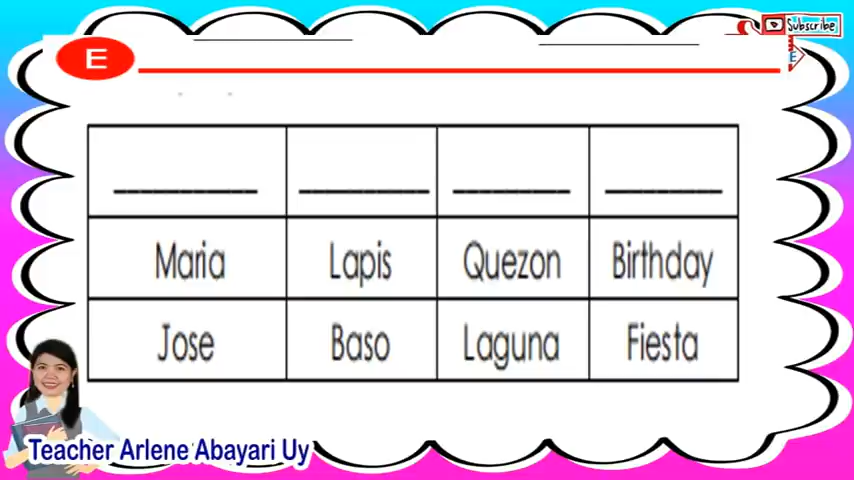 Subscribe
E
E
Maria Lapis Quezon Birthday
Jose Baso Laguna Fiesta
Teacher Arlene Abayari Uy